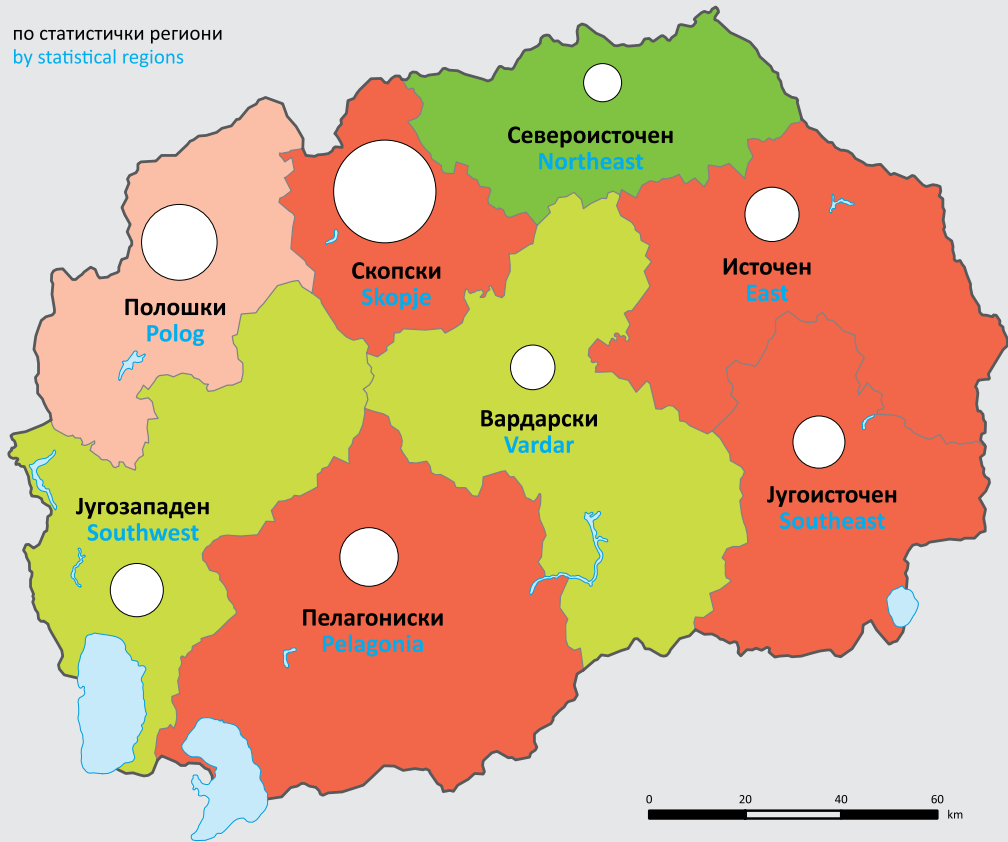 по статистички региони
by statistical regions
Североисточен
Northeast
Скопски
Skopje
Источен
East
Полошки
Polog
Вардарски
Vardar
Југозападен
Southwest
Југоисточен
Southeast
Пелагониски
Pelagonia
0 20 40 60
km